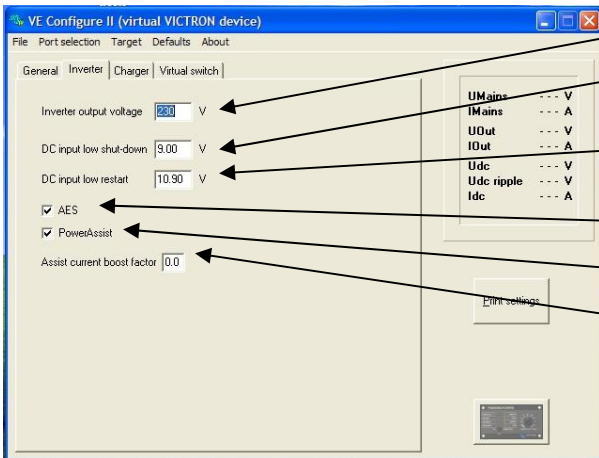 VE Configure II (virtual VICTRON device)
File Port selection Target Defaults About
General Inverter Charger Virtual switch
Inverter output voltage 230 V
DC input low shut-down 9.00 V
DC input low restart 10.90 V
AES
PowerAssist
Assist current boost factor 0.0
UMains --- V
IMains --- A
UOut --- V
IOut --- A
Udc --- V
Udc ripple --- V
Idc --- A
Print settings